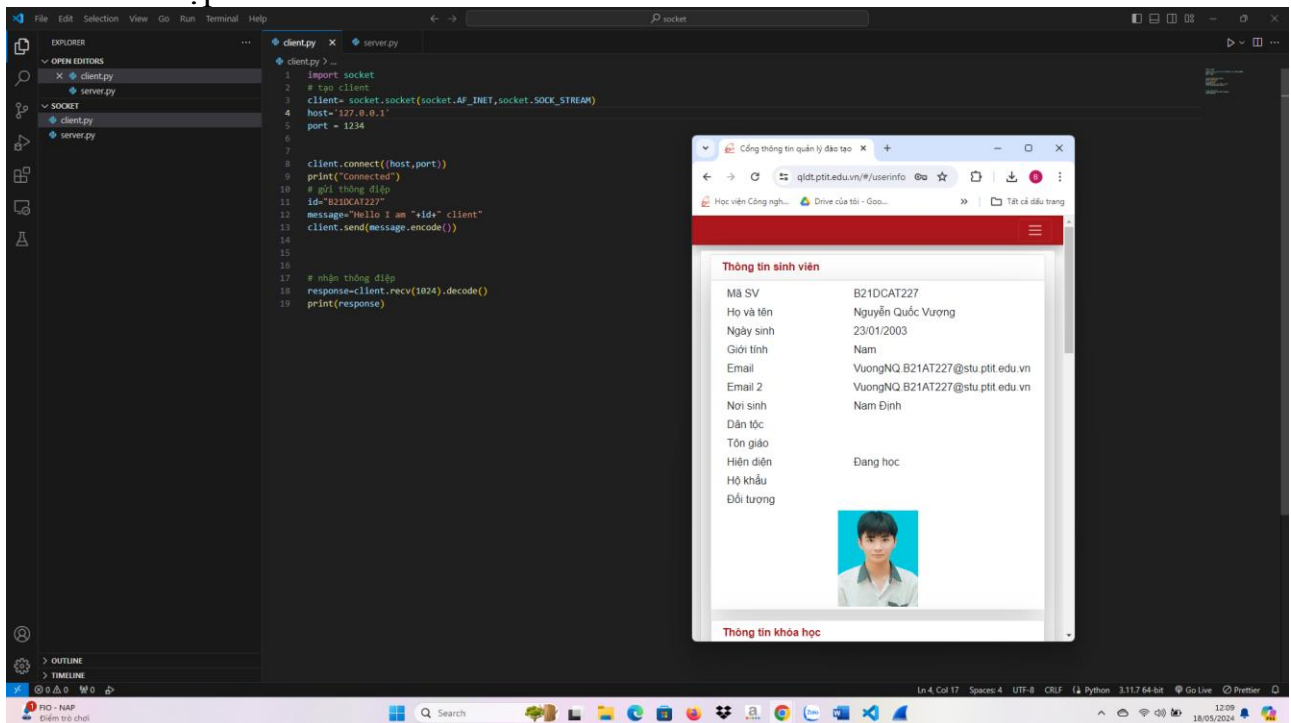 File Edit Selection View Go Run Terminal Help
socket
EXPLORER
OPEN EDITORS
client.py
server.py
SOCKET
client.py
server.py
OUTLINE
TIMELINE
client.py server.py
client.py > ...
1 import socket
2 # tạo client
3 client= socket.socket(socket.AF_INET,socket.SOCK_STREAM)
4 host='127.0.0.1'
5 port = 1234
6
7
8 client.connect((host,port))
9 print("Connected")
10 # gửi thông điệp
11 id="B21DCAT227"
12 message="Hello I am "+id+" client"
13 client.send(message.encode())
14
15
16
17 # nhận thông điệp
18 response=client.recv(1024).decode()
19 print(response)
Cổng thông tin quản lý đào tạo
qldt.ptit.edu.vn/#/userinfo
Học viện Công ngh... Drive của tôi - Goo... » Tất cả dấu trang
Thông tin sinh viên
Mã SV B21DCAT227
Họ và tên Nguyễn Quốc Vượng
Ngày sinh 23/01/2003
Giới tính Nam
Email VuongNQ.B21AT227@stu.ptit.edu.vn
Email 2 VuongNQ.B21AT227@stu.ptit.edu.vn
Nơi sinh Nam Định
Dân tộc
Tôn giáo
Hiện diện Đang học
Hộ khẩu
Đối tượng
Thông tin khóa học
0 0 0 Ln 4, Col 17 Spaces: 4 UTF-8 CRLF Python 3.11.7 64-bit Go Live Prettier
FIO - NAP
Điểm trò chơi
Search
12:09
18/05/2024